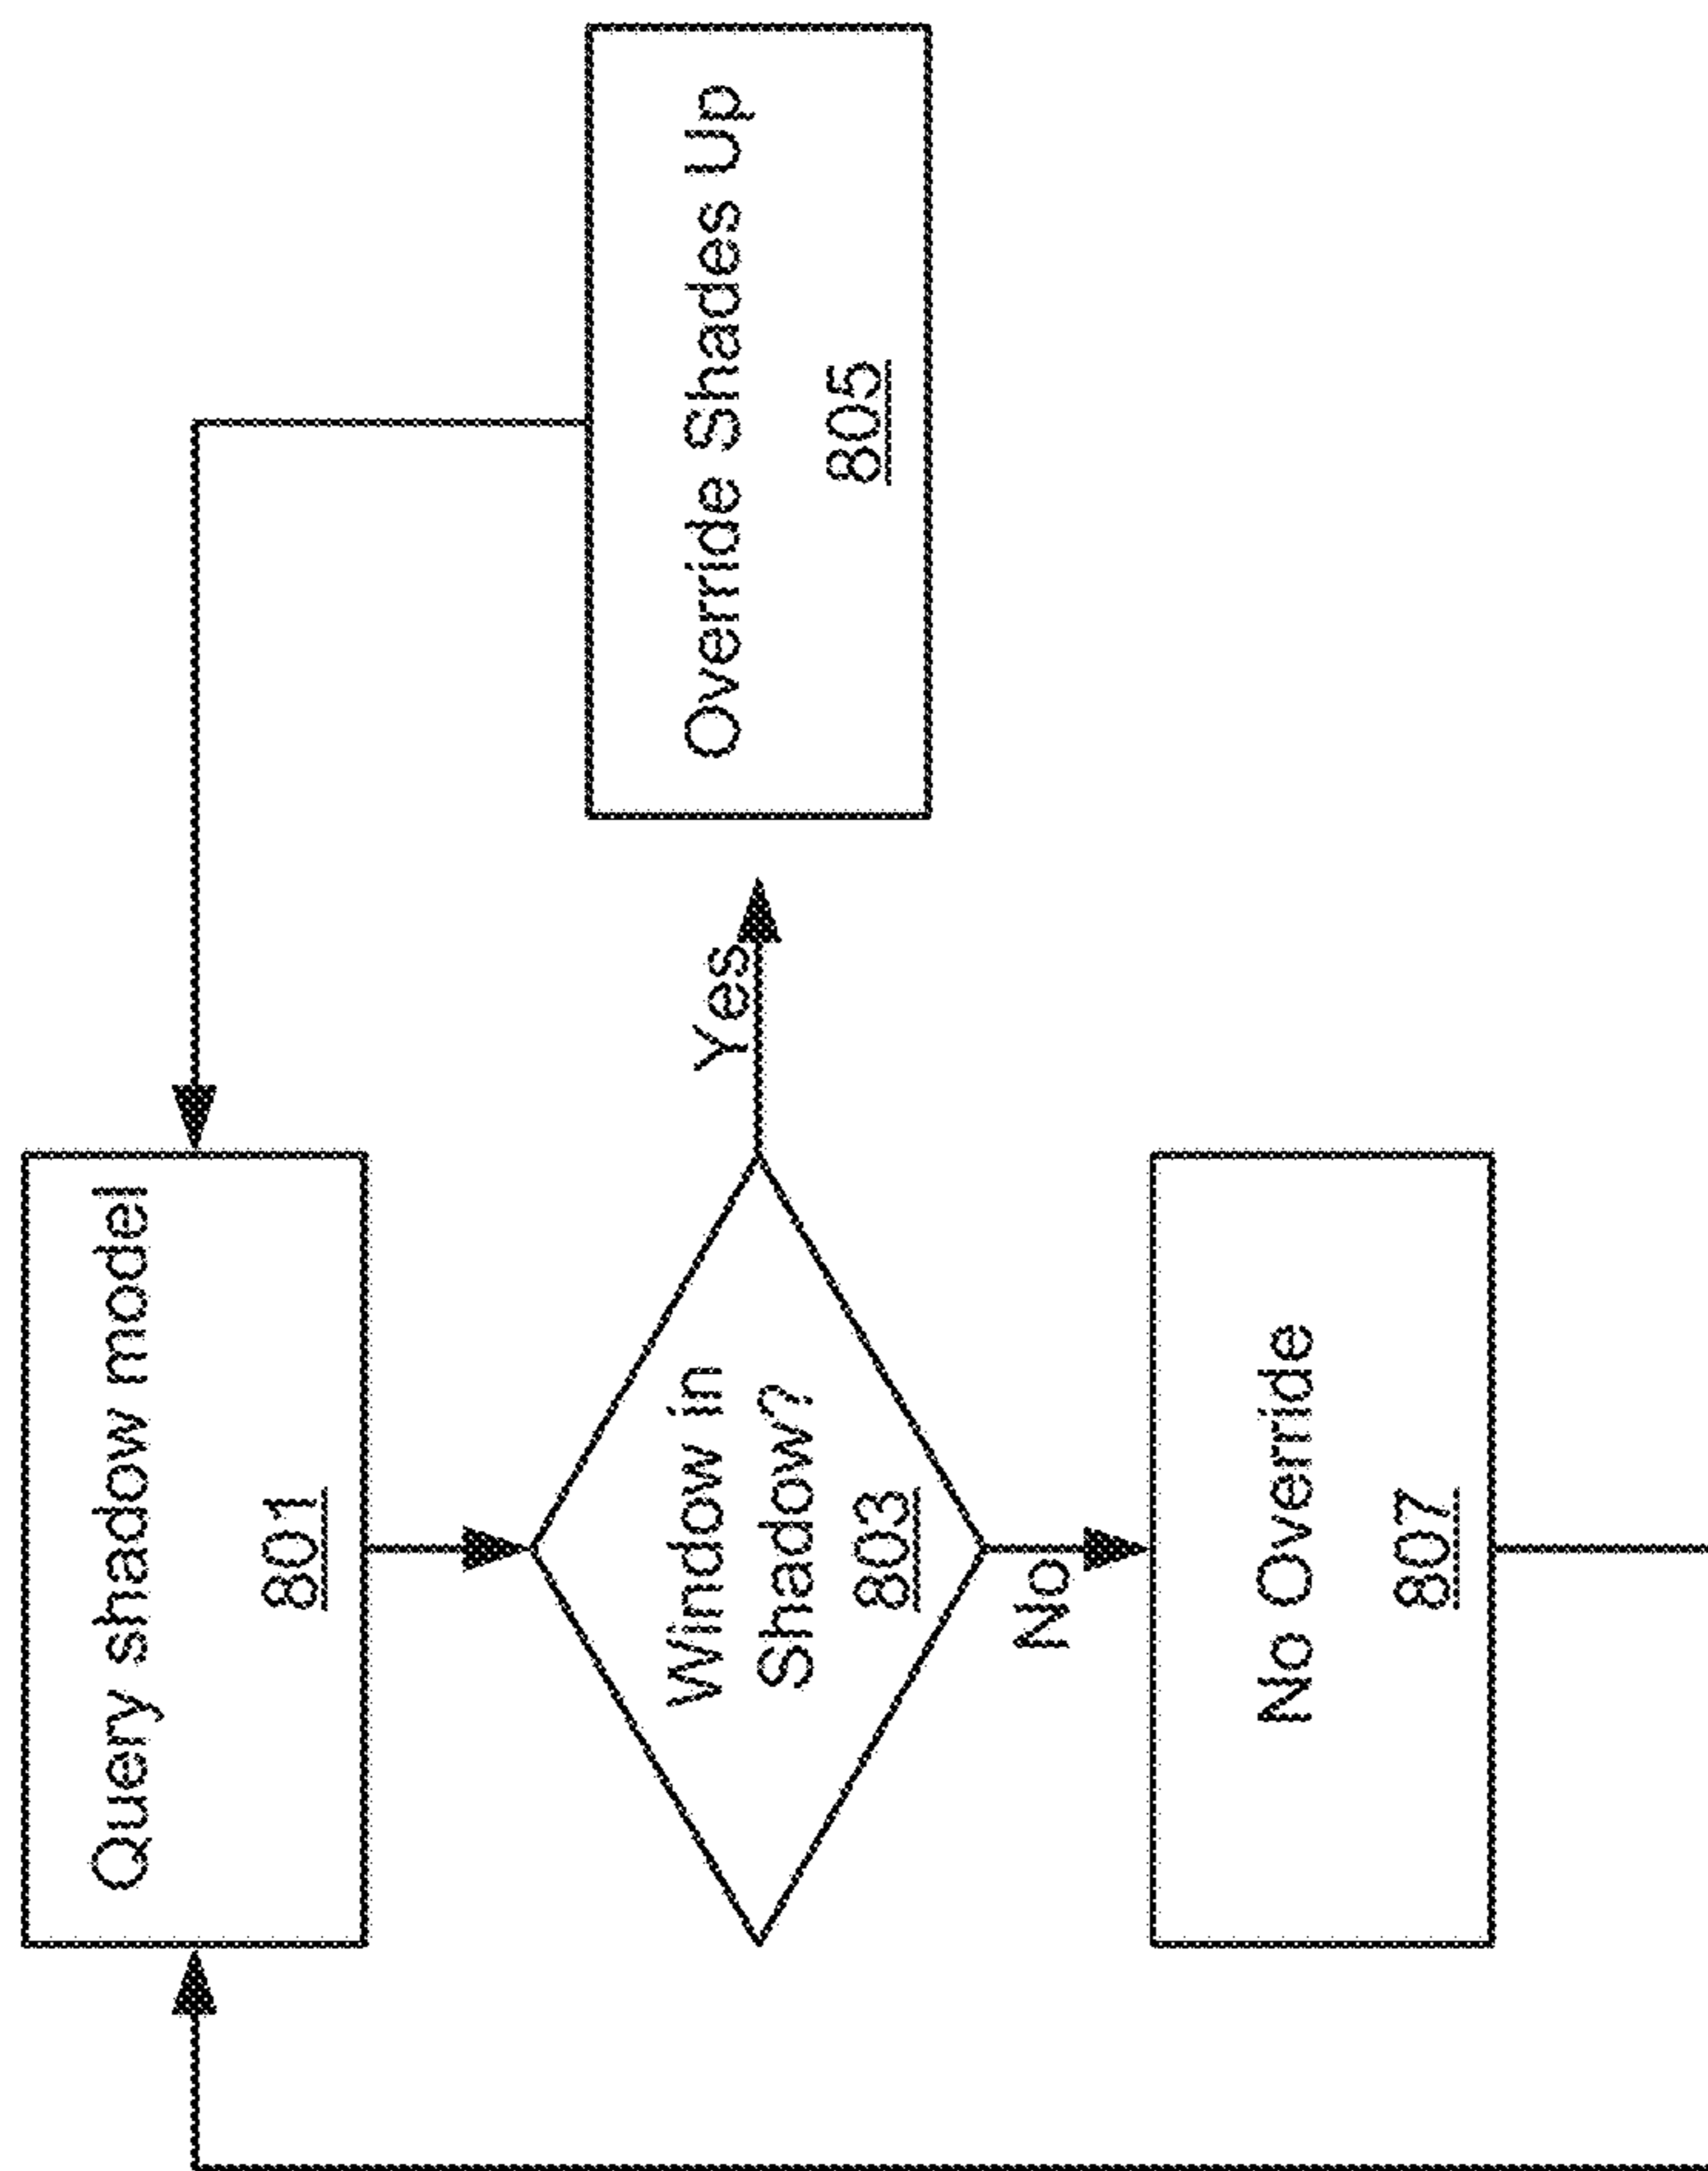 Query shadow model
801
Window in
Shadow?
803
Yes
Override Shades Up
805
No
No Override
807